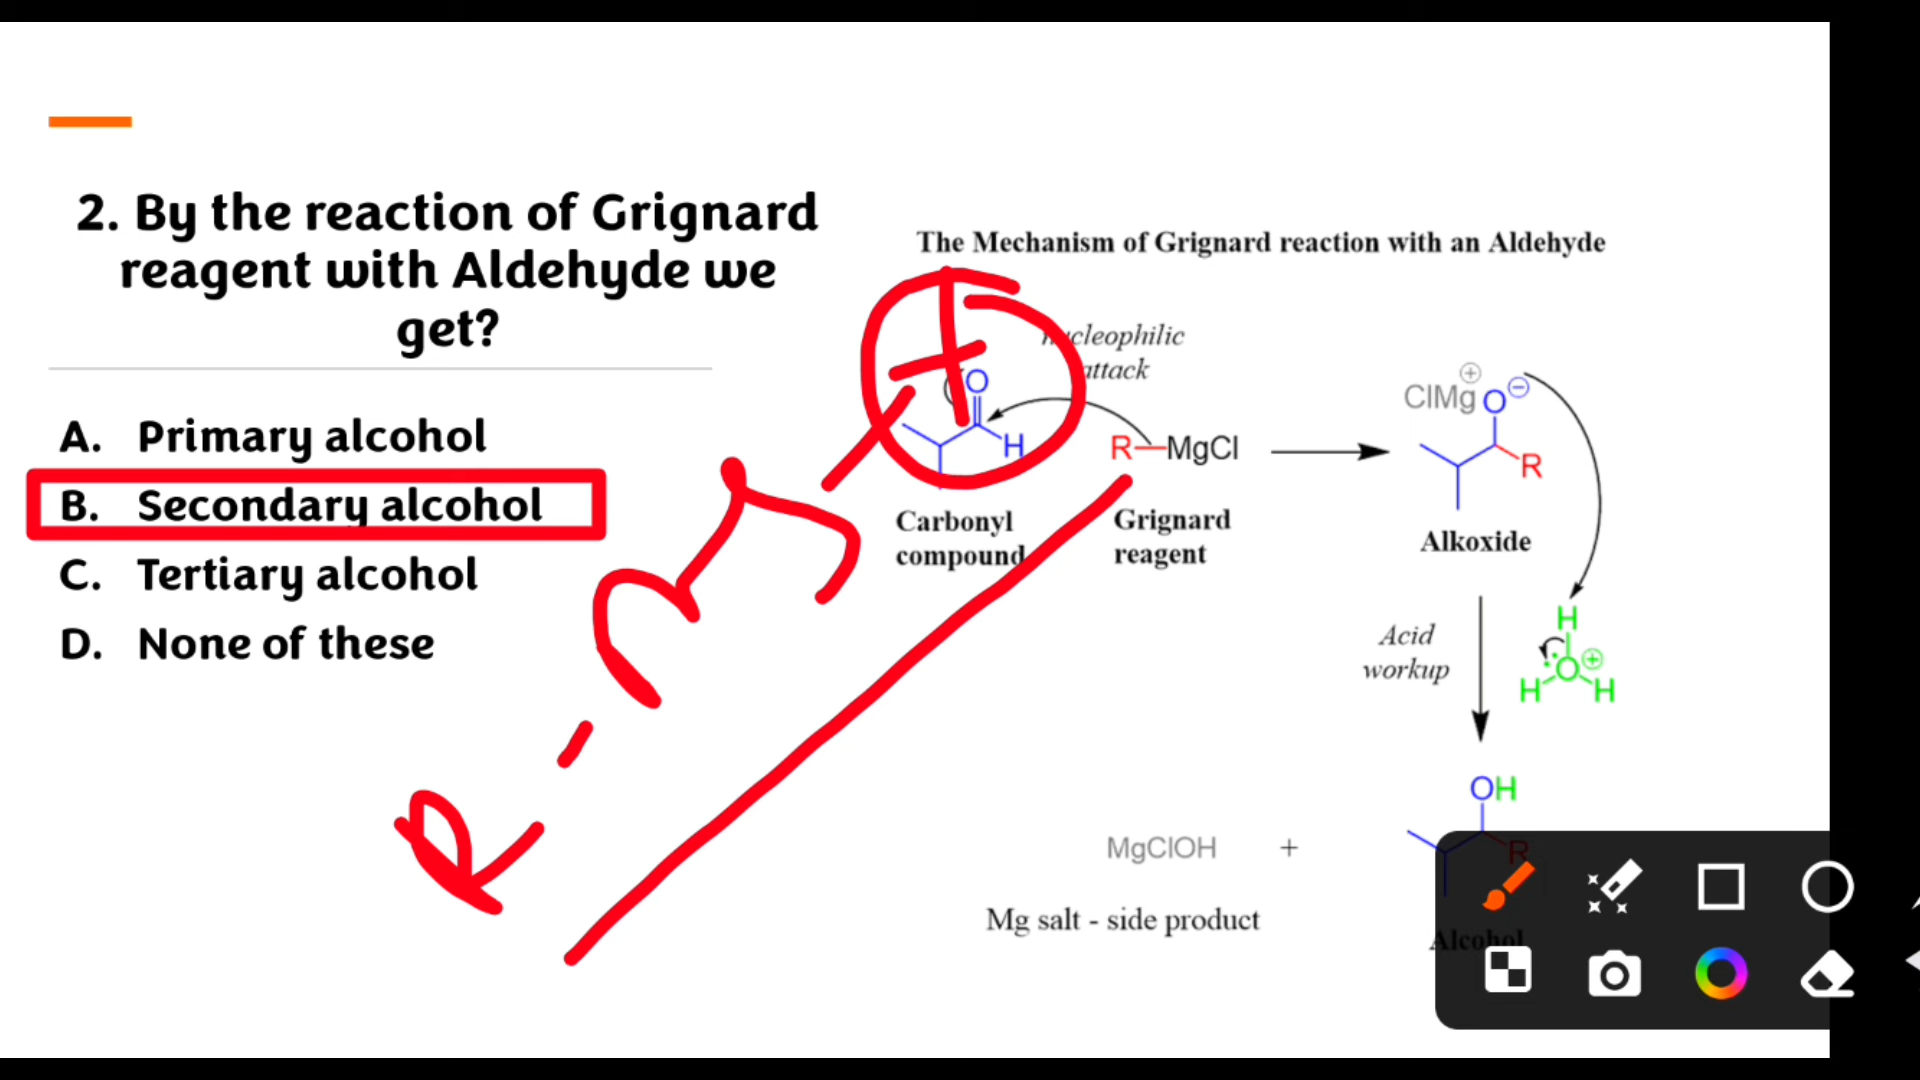 2. By the reaction of Grignard
reagent with Aldehyde we
get?
A. Primary alcohol
B. Secondary alcohol
C. Tertiary alcohol
D. None of these
The Mechanism of Grignard reaction with an Aldehyde
nucleophilic
attack
O
H
R—MgCl
Carbonyl
compound
Grignard
reagent
ClMg⊕
O⊖
R
Alkoxide
Acid
workup
H
O⊕
H H
OH
R
MgClOH +
Mg salt - side product
Alcohol
R -
+